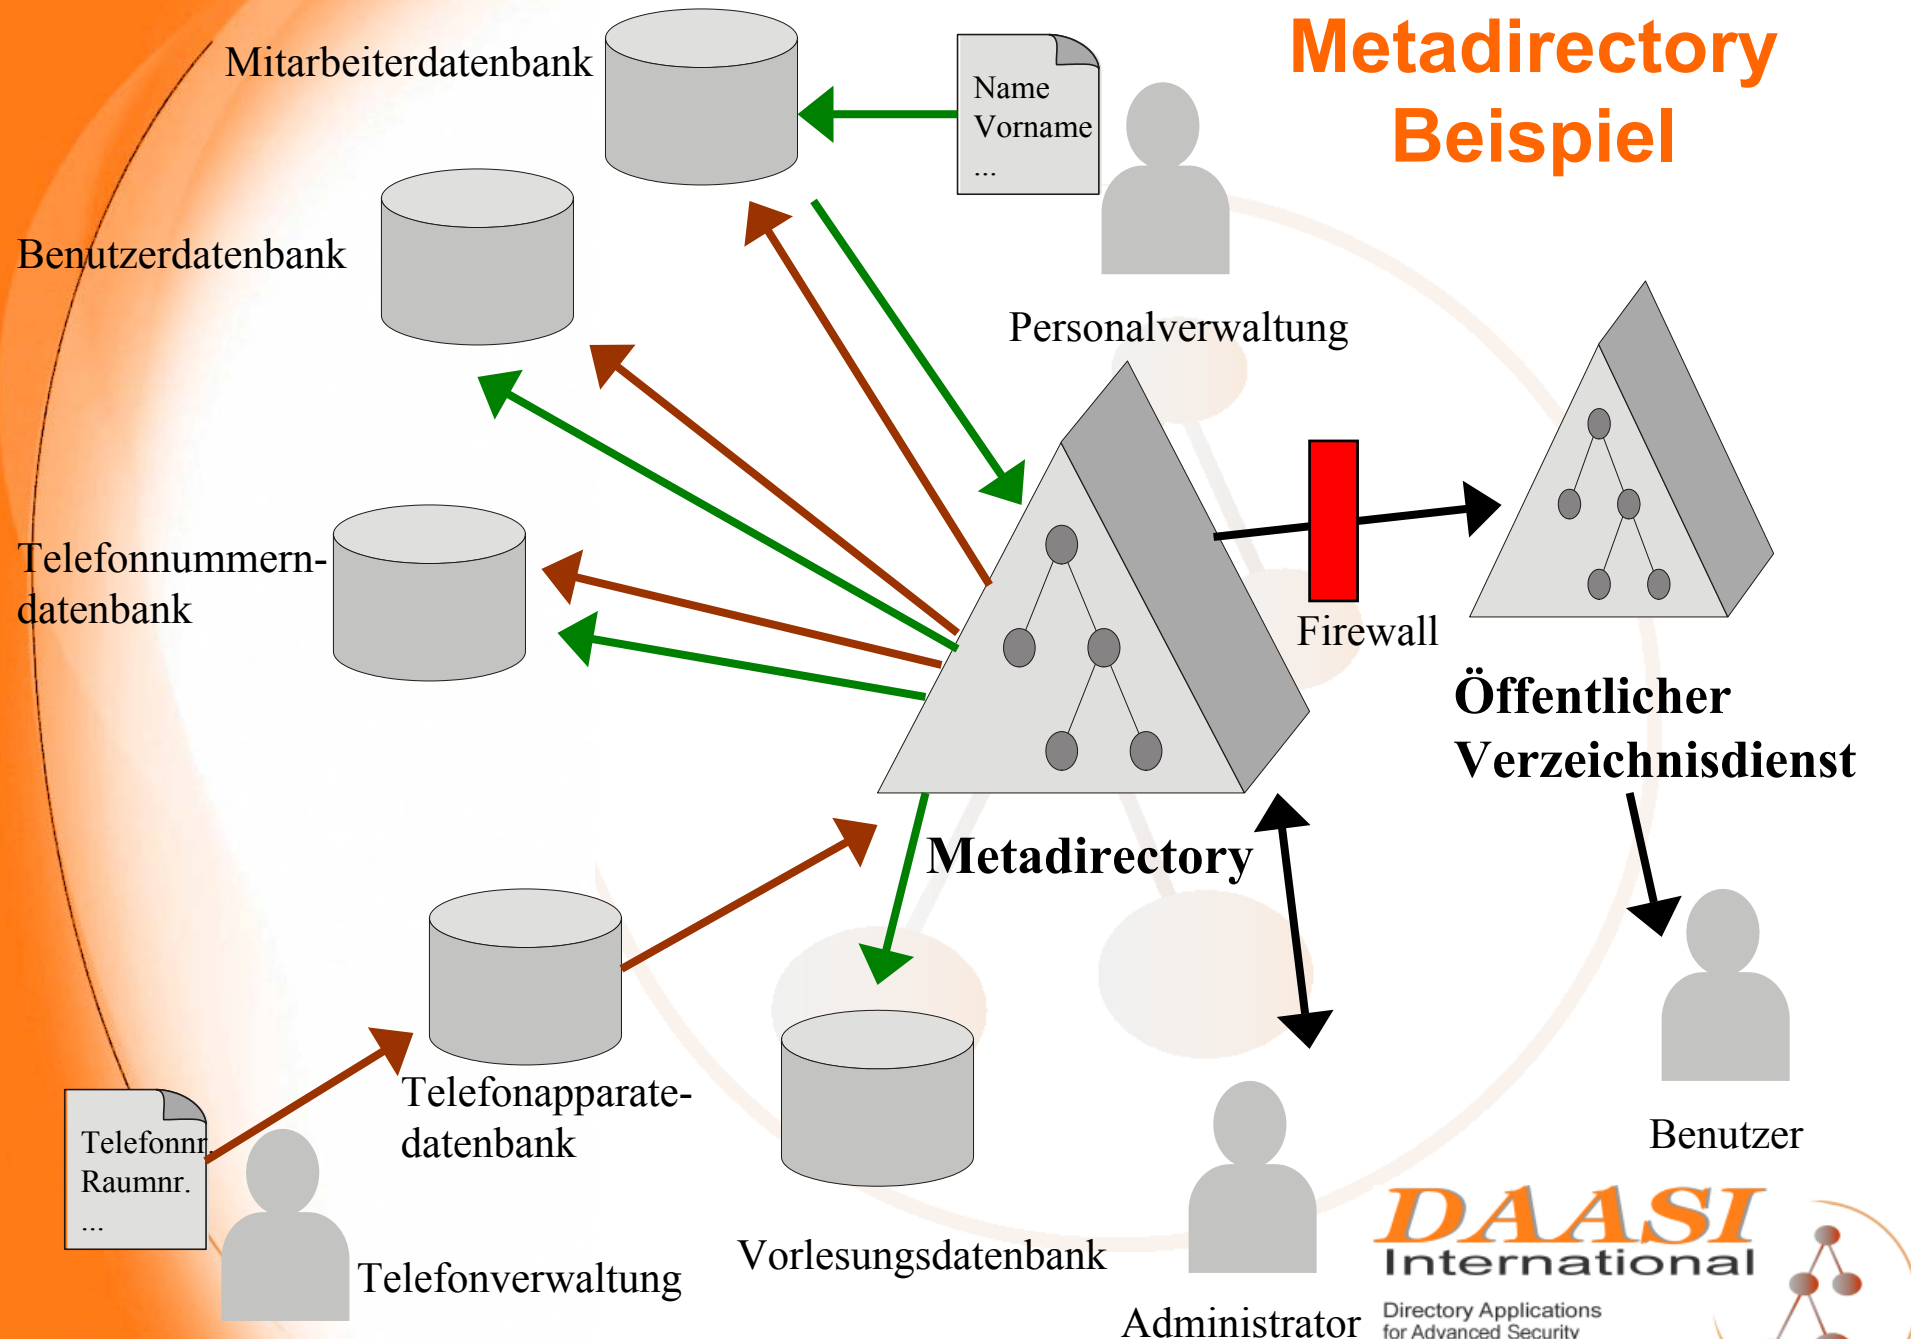 Metadirectory
Beispiel
Mitarbeiterdatenbank
Name
Vorname
...
Benutzerdatenbank
Personalverwaltung
Telefonnummern-
datenbank
Firewall
Öffentlicher
Verzeichnisdienst
Metadirectory
Telefonapparate-
datenbank
Telefonnr.
Raumnr.
...
Benutzer
Telefonverwaltung
Vorlesungsdatenbank
Administrator
DAASI
International
Directory Applications
for Advanced Security